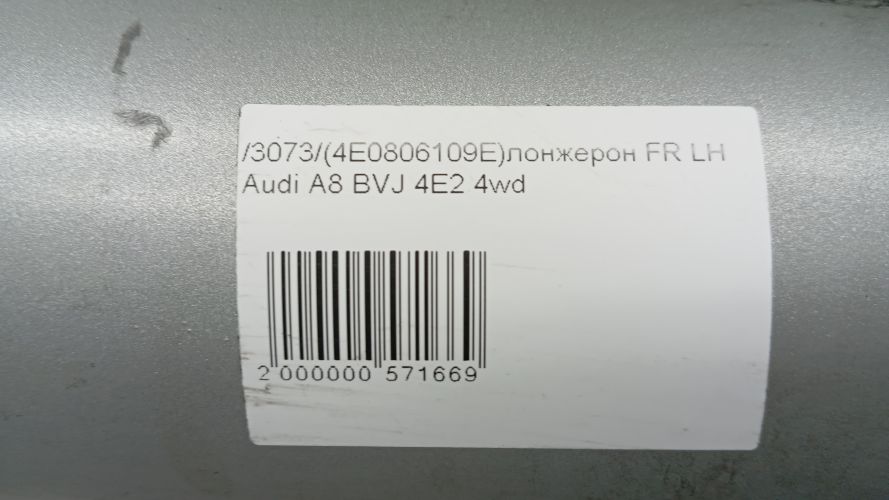 /3073/(4E0806109E)лонжерон FR LH
Audi A8 BVJ 4E2 4wd
2 000000 571669